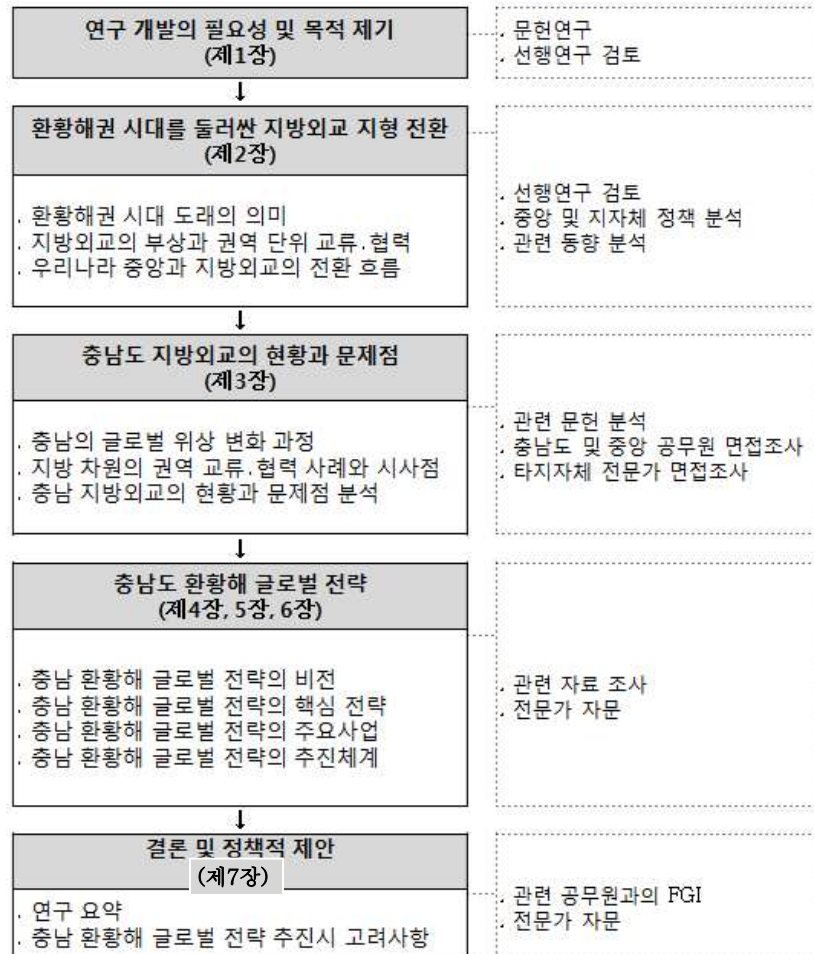 연구 개발의 필요성 및 목적 제기
(제1장)
. 문헌연구
. 선행연구 검토
↓
환황해권 시대를 둘러싼 지방외교 지형 전환
(제2장)
. 환황해권 시대 도래의 의미
. 지방외교의 부상과 권역 단위 교류.협력
. 우리나라 중앙과 지방외교의 전환 흐름
. 선행연구 검토
. 중앙 및 지자체 정책 분석
. 관련 동향 분석
↓
충남도 지방외교의 현황과 문제점
(제3장)
. 충남의 글로벌 위상 변화 과정
. 지방 차원의 권역 교류.협력 사례와 시사점
. 충남 지방외교의 현황과 문제점 분석
. 관련 문헌 분석
. 충남도 및 중앙 공무원 면접조사
. 타지자체 전문가 면접조사
↓
충남도 환황해 글로벌 전략
(제4장, 5장, 6장)
. 충남 환황해 글로벌 전략의 비전
. 충남 환황해 글로벌 전략의 핵심 전략
. 충남 환황해 글로벌 전략의 주요사업
. 충남 환황해 글로벌 전략의 추진체계
. 관련 자료 조사
. 전문가 자문
↓
결론 및 정책적 제안
(제7장)
. 연구 요약
. 충남 환황해 글로벌 전략 추진시 고려사항
. 관련 공무원과의 FGI
. 전문가 자문